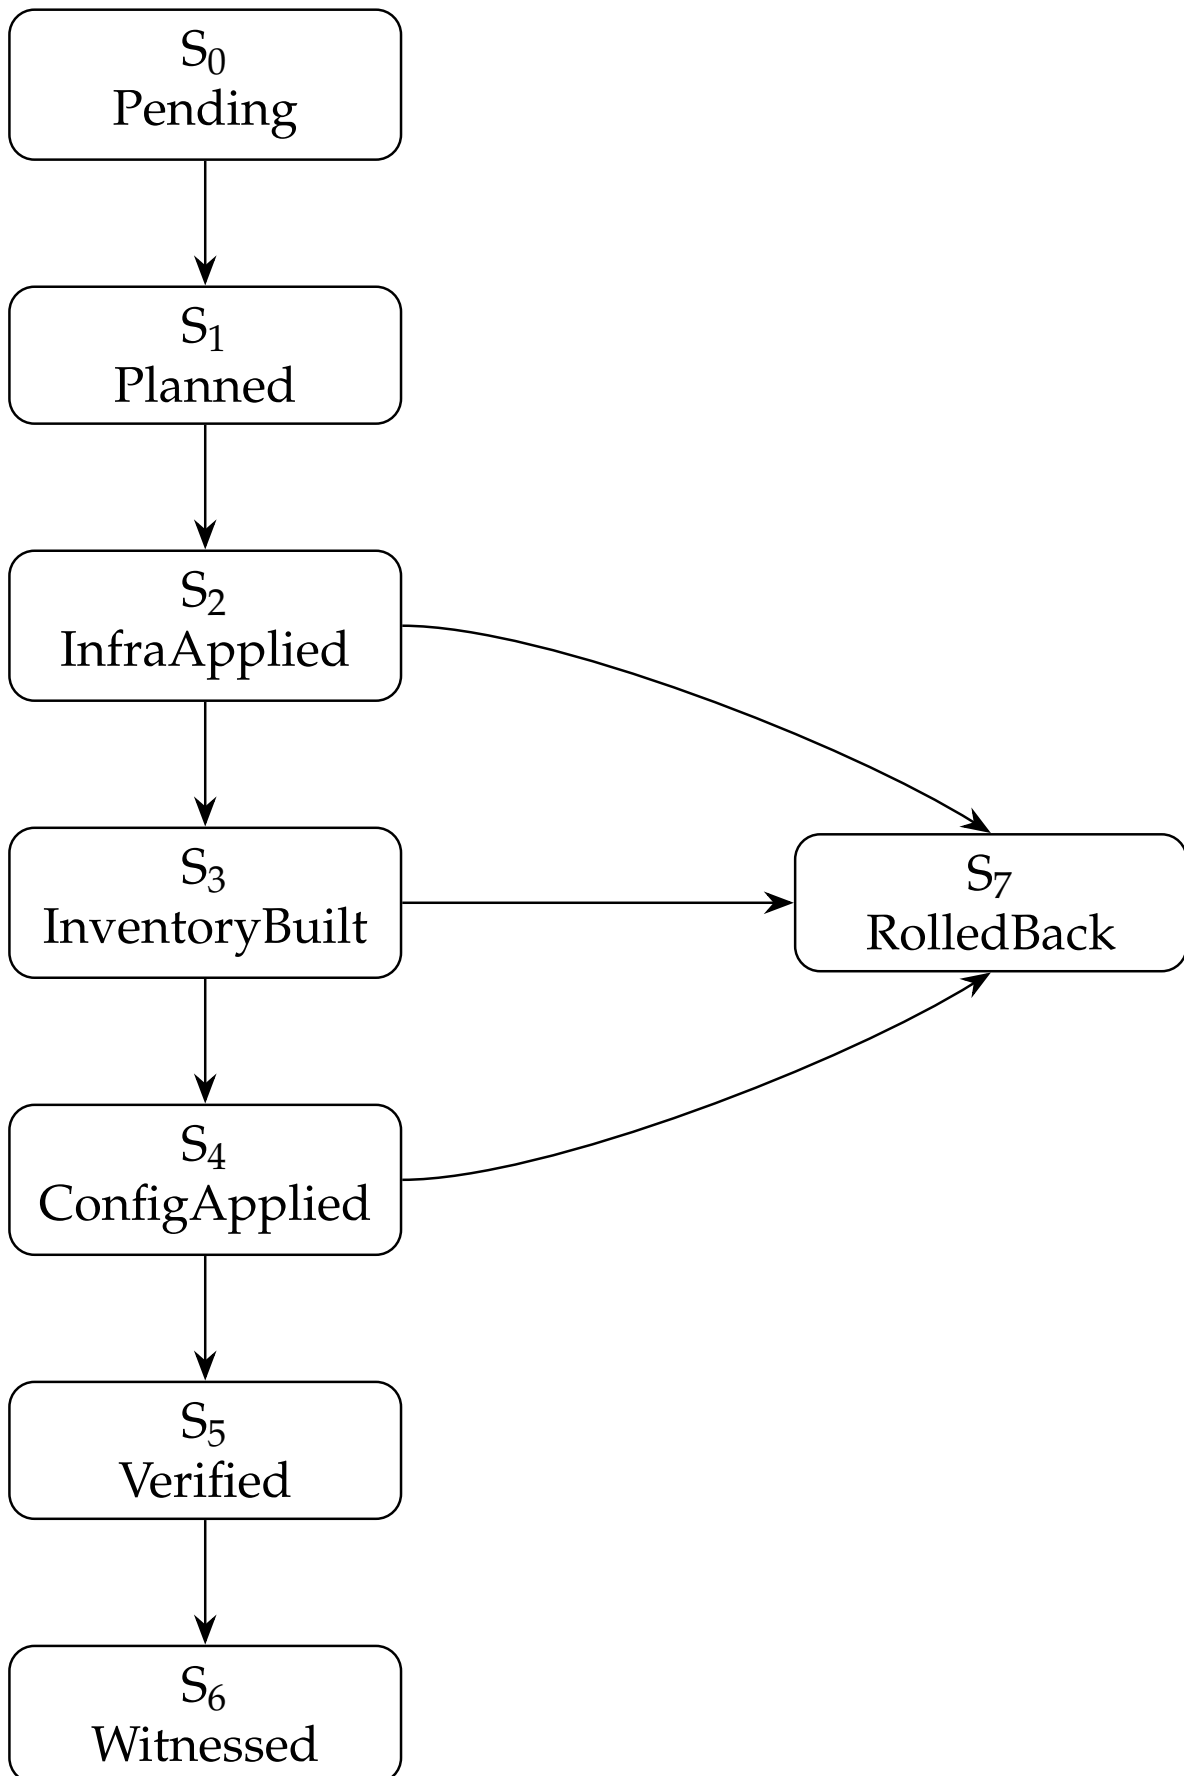 S₀
Pending
S₁
Planned
S₂
InfraApplied
S₃
InventoryBuilt
S₇
RolledBack
S₄
ConfigApplied
S₅
Verified
S₆
Witnessed